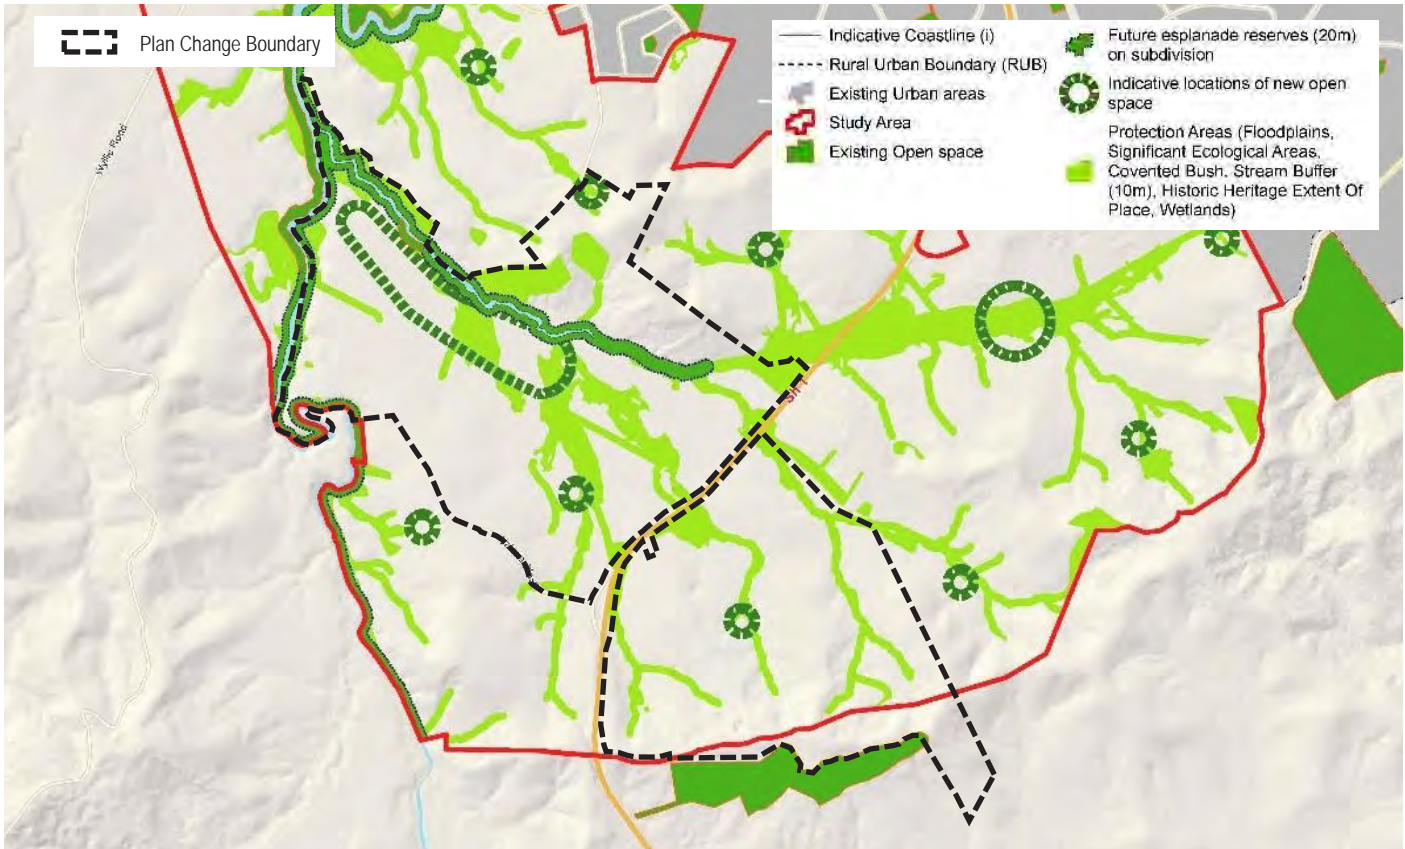 Plan Change Boundary
Indicative Coastline (i)
Rural Urban Boundary (RUB)
Existing Urban areas
Study Area
Existing Open space
Future esplanade reserves (20m)
on subdivision
Indicative locations of new open
space
Protection Areas (Floodplains,
Significant Ecological Areas,
Covented Bush, Stream Buffer
(10m), Historic Heritage Extent Of
Place, Wetlands)
Wyllie Road